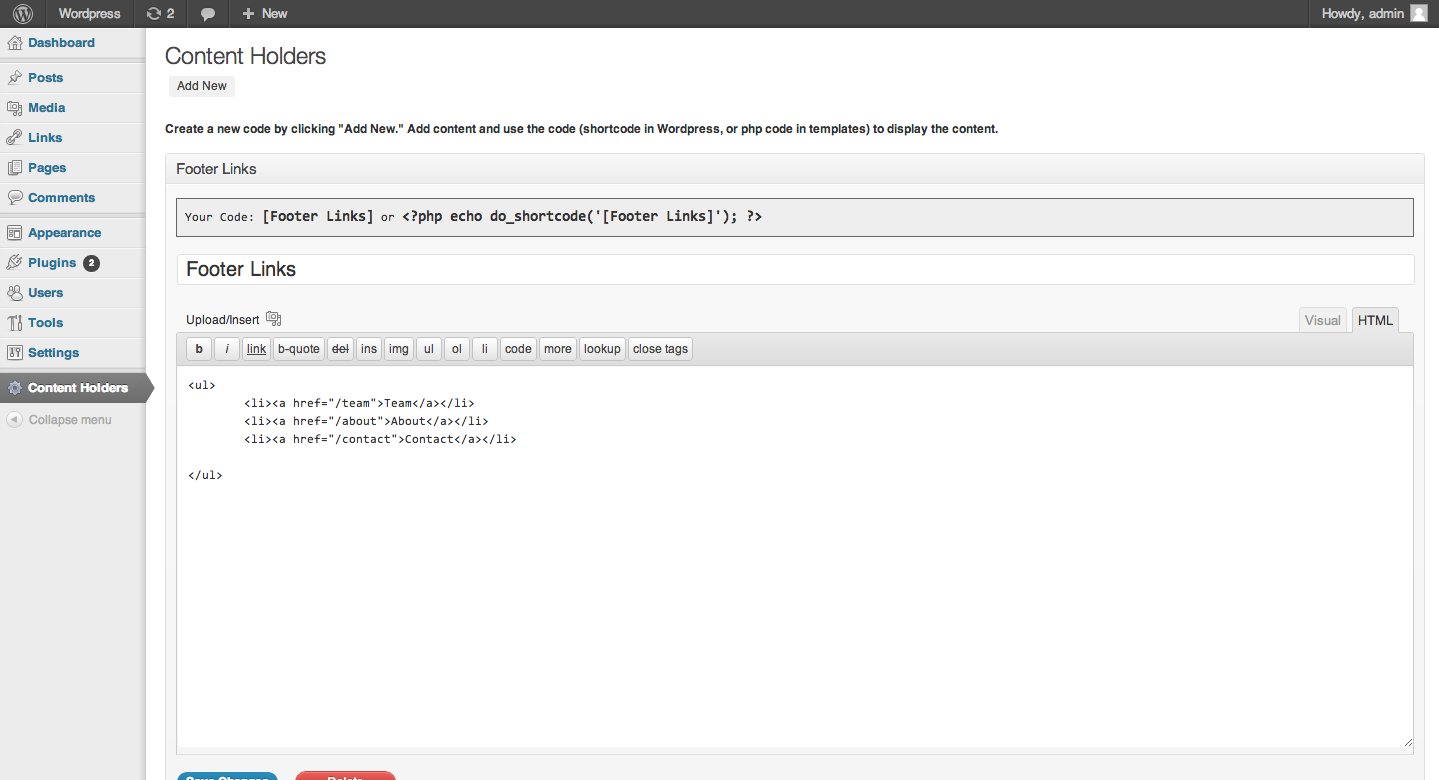 Wordpress 2 New Howdy, admin
Dashboard
Posts
Media
Links
Pages
Comments
Appearance
Plugins 2
Users
Tools
Settings
Content Holders
Collapse menu
Content Holders
Add New
Create a new code by clicking "Add New." Add content and use the code (shortcode in Wordpress, or php code in templates) to display the content.
Footer Links
Your Code: [Footer Links] or <?php echo do_shortcode('[Footer Links]'); ?>
Footer Links
Upload/Insert Visual HTML
b i link b-quote del ins img ul ol li code more lookup close tags
<ul>
<li><a href="/team">Team</a></li>
<li><a href="/about">About</a></li>
<li><a href="/contact">Contact</a></li>
</ul>
Save Changes Delete